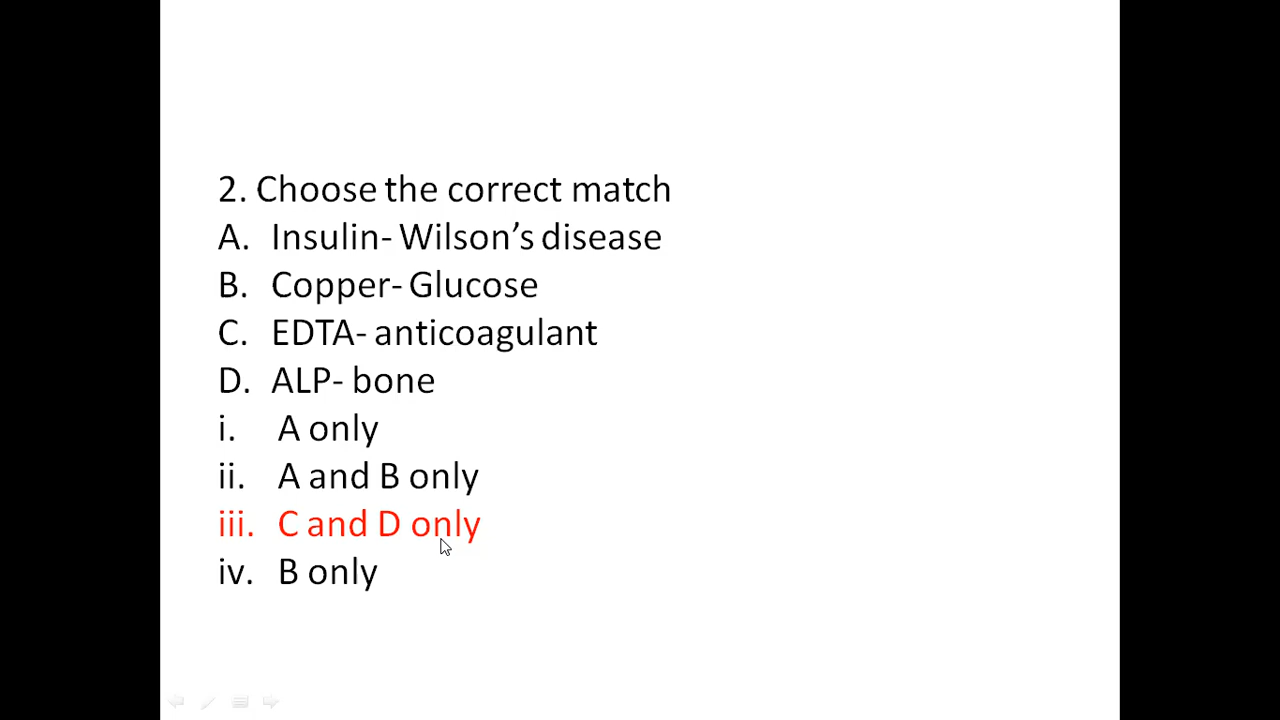 2. Choose the correct match
A. Insulin- Wilson’s disease
B. Copper- Glucose
C. EDTA- anticoagulant
D. ALP- bone
i. A only
ii. A and B only
iii. C and D only
iv. B only